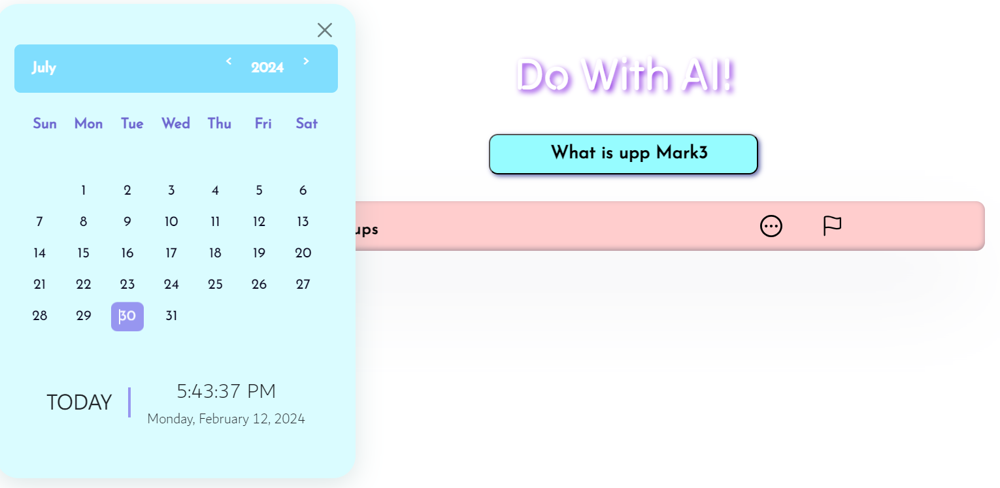 July < 2024 >
Sun Mon Tue Wed Thu Fri Sat
1 2 3 4 5 6
7 8 9 10 11 12 13
14 15 16 17 18 19 20
21 22 23 24 25 26 27
28 29 30 31
TODAY
5:43:37 PM
Monday, February 12, 2024
Do With AI!
What is upp Mark3
ups